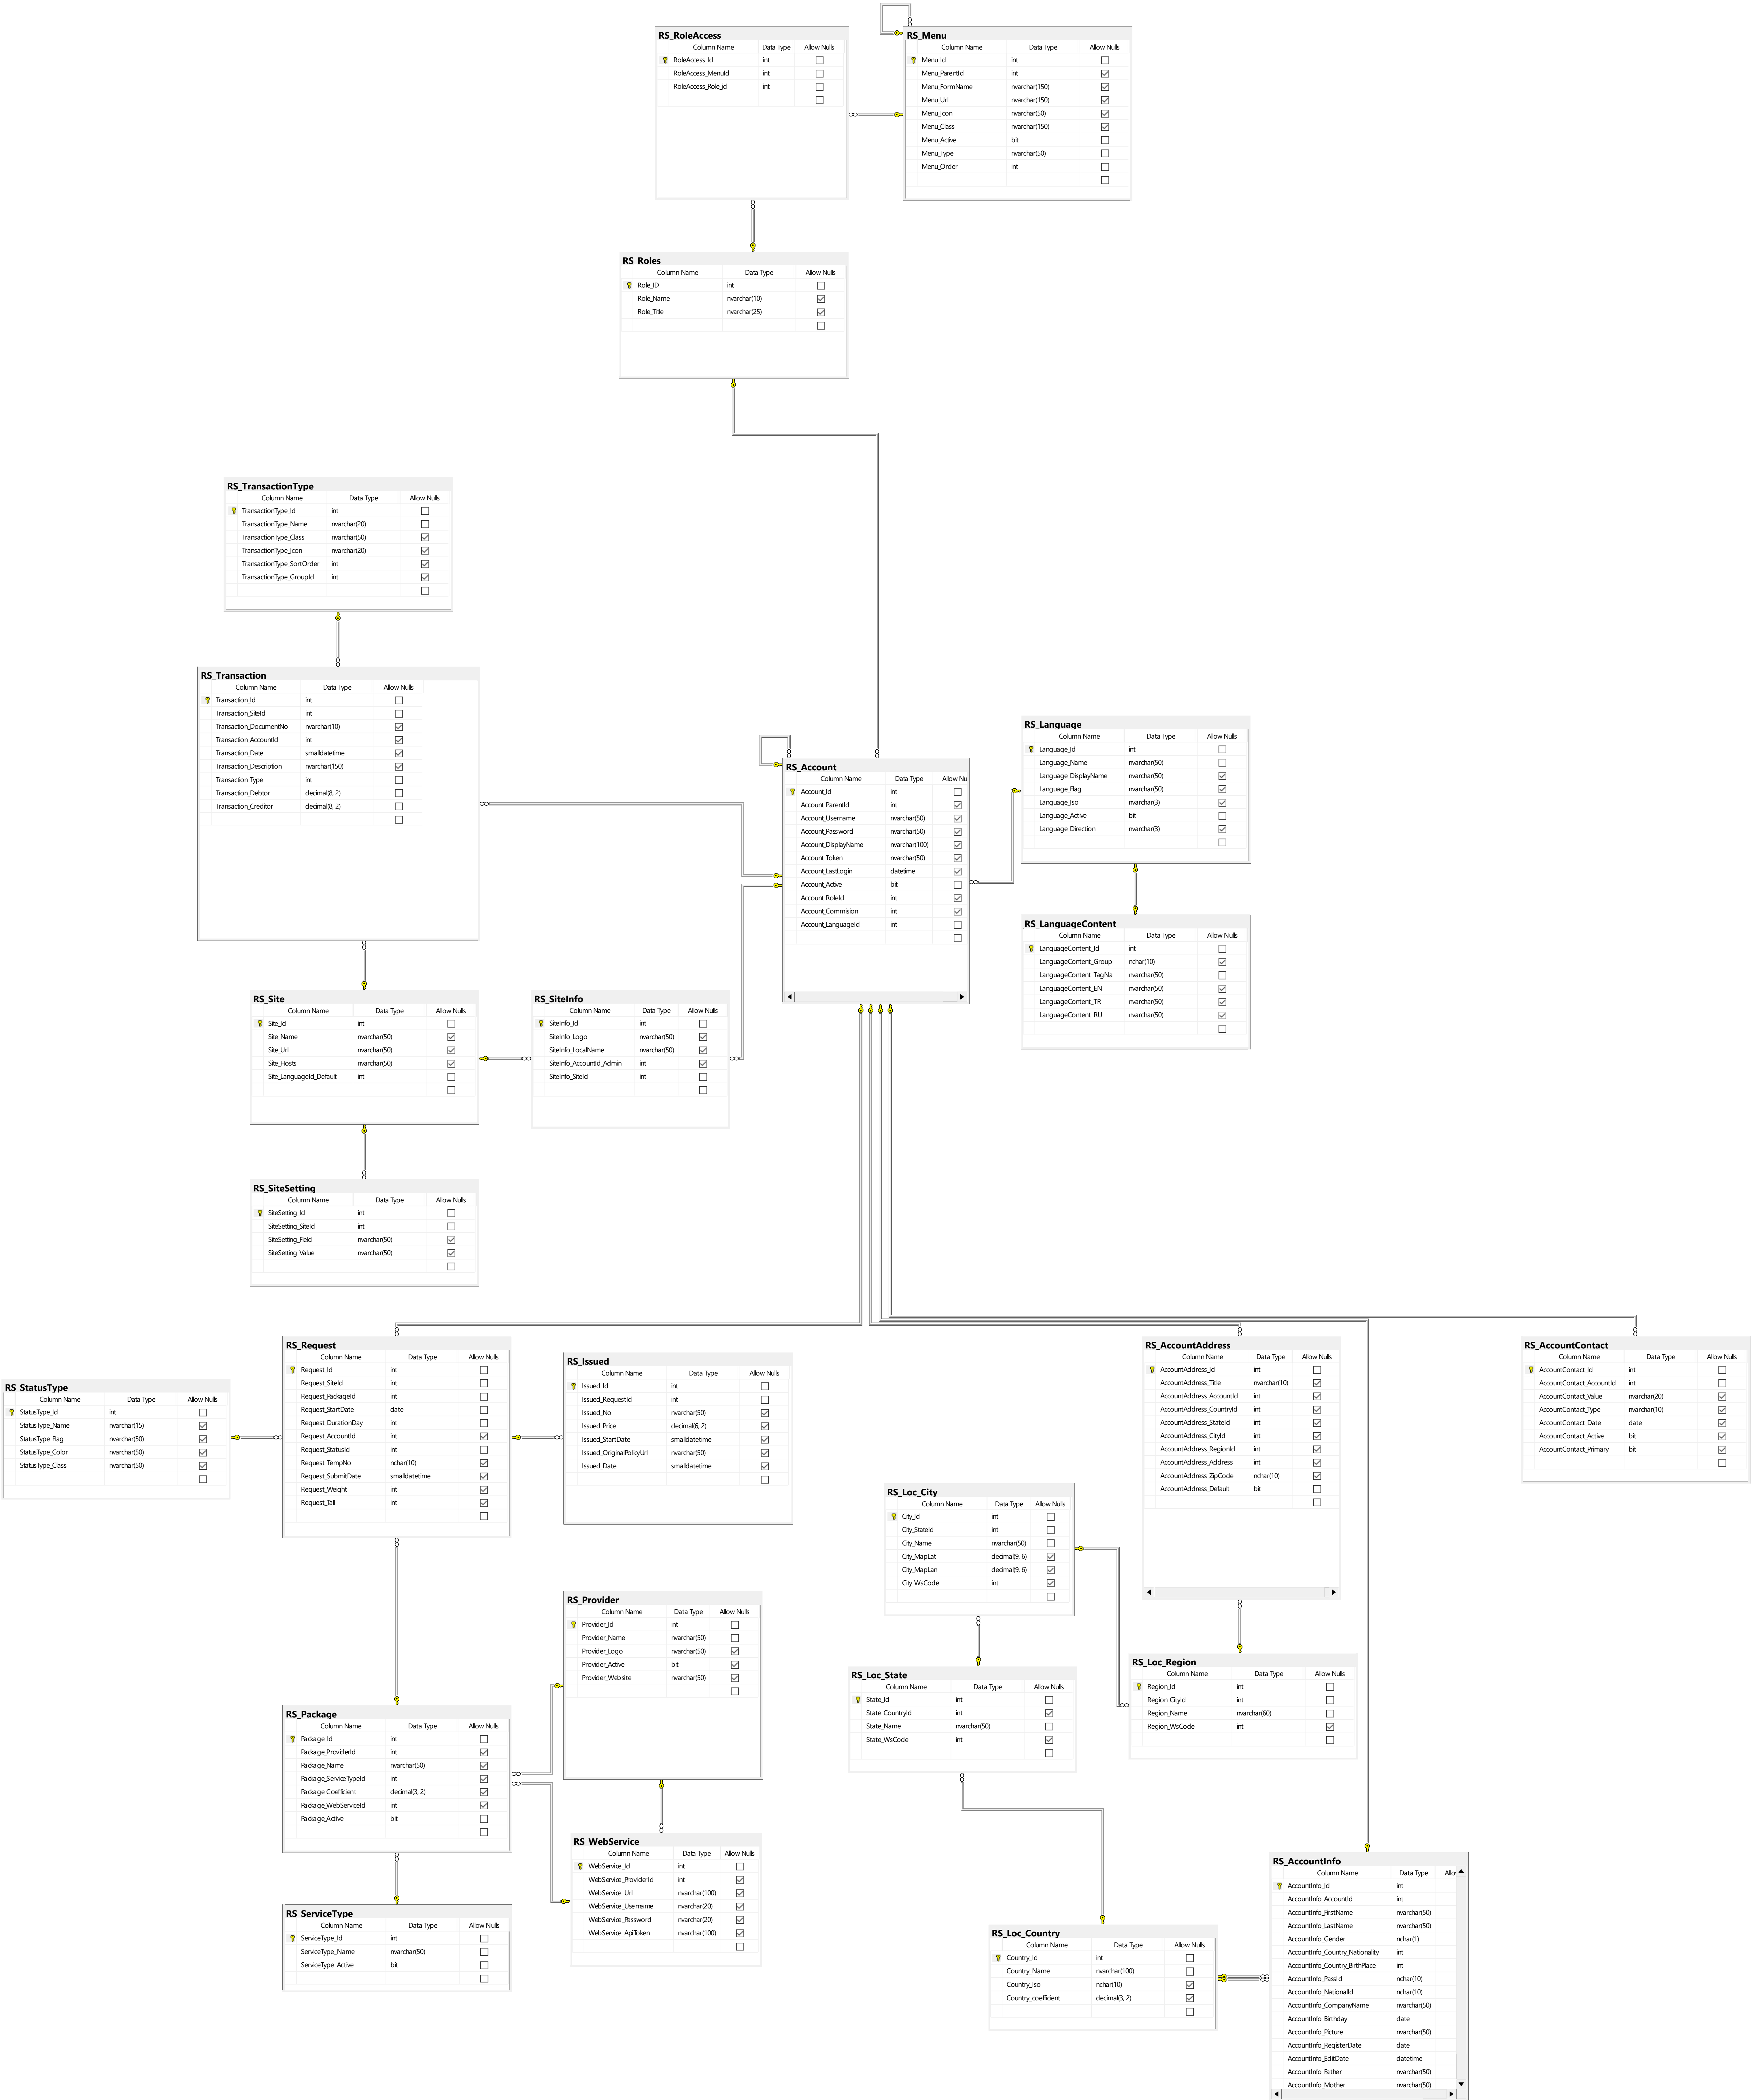 RS_RoleAccess
Column Name Data Type Allow Nulls
RoleAccess_Id int
RoleAccess_MenuId int
RoleAccess_Role_id int
RS_Menu
Column Name Data Type Allow Nulls
Menu_Id int
Menu_ParentId int
Menu_FormName nvarchar(150)
Menu_Url nvarchar(150)
Menu_Icon nvarchar(50)
Menu_Class nvarchar(150)
Menu_Active bit
Menu_Type nvarchar(50)
Menu_Order int
RS_Roles
Column Name Data Type Allow Nulls
Role_ID int
Role_Name nvarchar(10)
Role_Title nvarchar(25)
RS_TransactionType
Column Name Data Type Allow Nulls
TransactionType_Id int
TransactionType_Name nvarchar(20)
TransactionType_Class nvarchar(50)
TransactionType_Icon nvarchar(20)
TransactionType_SortOrder int
TransactionType_GroupId int
RS_Transaction
Column Name Data Type Allow Nulls
Transaction_Id int
Transaction_SiteId int
Transaction_DocumentNo nvarchar(10)
Transaction_AccountId int
Transaction_Date smalldatetime
Transaction_Description nvarchar(150)
Transaction_Type int
Transaction_Debtor decimal(8, 2)
Transaction_Creditor decimal(8, 2)
RS_Account
Column Name Data Type Allow Nu
Account_Id int
Account_ParentId int
Account_Username nvarchar(50)
Account_Password nvarchar(50)
Account_DisplayName nvarchar(100)
Account_Token nvarchar(50)
Account_LastLogin datetime
Account_Active bit
Account_RoleId int
Account_Commision int
Account_LanguageId int
RS_Language
Column Name Data Type Allow Nulls
Language_Id int
Language_Name nvarchar(50)
Language_DisplayName nvarchar(50)
Language_Flag nvarchar(50)
Language_Iso nvarchar(3)
Language_Active bit
Language_Direction nvarchar(3)
RS_LanguageContent
Column Name Data Type Allow Nulls
LanguageContent_Id int
LanguageContent_Group nchar(10)
LanguageContent_TagNa nvarchar(50)
LanguageContent_EN nvarchar(50)
LanguageContent_TR nvarchar(50)
LanguageContent_RU nvarchar(50)
RS_Site
Column Name Data Type Allow Nulls
Site_Id int
Site_Name nvarchar(50)
Site_Url nvarchar(50)
Site_Hosts nvarchar(50)
Site_LanguageId_Default int
RS_SiteInfo
Column Name Data Type Allow Nulls
SiteInfo_Id int
SiteInfo_Logo nvarchar(50)
SiteInfo_LocalName nvarchar(50)
SiteInfo_AccountId_Admin int
SiteInfo_SiteId int
RS_SiteSetting
Column Name Data Type Allow Nulls
SiteSetting_Id int
SiteSetting_SiteId int
SiteSetting_Field nvarchar(50)
SiteSetting_Value nvarchar(50)
RS_StatusType
Column Name Data Type Allow Nulls
StatusType_Id int
StatusType_Name nvarchar(15)
StatusType_Flag nvarchar(50)
StatusType_Color nvarchar(50)
StatusType_Class nvarchar(50)
RS_Request
Column Name Data Type Allow Nulls
Request_Id int
Request_SiteId int
Request_PackageId int
Request_StartDate date
Request_DurationDay int
Request_AccountId int
Request_StatusId int
Request_TempNo nchar(10)
Request_SubmitDate smalldatetime
Request_Weight int
Request_Tall int
RS_Issued
Column Name Data Type Allow Nulls
Issued_Id int
Issued_RequestId int
Issued_No nvarchar(50)
Issued_Price decimal(6, 2)
Issued_StartDate smalldatetime
Issued_OriginalPolicyUrl nvarchar(50)
Issued_Date smalldatetime
RS_AccountAddress
Column Name Data Type Allow Nulls
AccountAddress_Id int
AccountAddress_Title nvarchar(10)
AccountAddress_AccountId int
AccountAddress_CountryId int
AccountAddress_StateId int
AccountAddress_CityId int
AccountAddress_RegionId int
AccountAddress_Address int
AccountAddress_ZipCode nchar(10)
AccountAddress_Default bit
RS_AccountContact
Column Name Data Type Allow Nulls
AccountContact_Id int
AccountContact_AccountId int
AccountContact_Value nvarchar(20)
AccountContact_Type nvarchar(10)
AccountContact_Date date
AccountContact_Active bit
AccountContact_Primary bit
RS_Loc_City
Column Name Data Type Allow Nulls
City_Id int
City_StateId int
City_Name nvarchar(50)
City_MapLat decimal(9, 6)
City_MapLan decimal(9, 6)
City_WsCode int
RS_Provider
Column Name Data Type Allow Nulls
Provider_Id int
Provider_Name nvarchar(50)
Provider_Logo nvarchar(50)
Provider_Active bit
Provider_Website nvarchar(50)
RS_Loc_State
Column Name Data Type Allow Nulls
State_Id int
State_CountryId int
State_Name nvarchar(50)
State_WsCode int
RS_Loc_Region
Column Name Data Type Allow Nulls
Region_Id int
Region_CityId int
Region_Name nvarchar(60)
Region_WsCode int
RS_Package
Column Name Data Type Allow Nulls
Package_Id int
Package_ProviderId int
Package_Name nvarchar(50)
Package_ServiceTypeId int
Package_Coefficient decimal(3, 2)
Package_WebServiceId int
Package_Active bit
RS_WebService
Column Name Data Type Allow Nulls
WebService_Id int
WebService_ProviderId int
WebService_Url nvarchar(100)
WebService_Username nvarchar(20)
WebService_Password nvarchar(20)
WebService_ApiToken nvarchar(100)
RS_ServiceType
Column Name Data Type Allow Nulls
ServiceType_Id int
ServiceType_Name nvarchar(50)
ServiceType_Active bit
RS_Loc_Country
Column Name Data Type Allow Nulls
Country_Id int
Country_Name nvarchar(100)
Country_Iso nchar(10)
Country_coefficient decimal(3, 2)
RS_AccountInfo
Column Name Data Type Allo
AccountInfo_Id int
AccountInfo_AccountId int
AccountInfo_FirstName nvarchar(50)
AccountInfo_LastName nvarchar(50)
AccountInfo_Gender nchar(1)
AccountInfo_Country_Nationality int
AccountInfo_Country_BirthPlace int
AccountInfo_PassId nchar(10)
AccountInfo_NationalId nchar(10)
AccountInfo_CompanyName nvarchar(50)
AccountInfo_Birthday date
AccountInfo_Picture nvarchar(50)
AccountInfo_RegisterDate date
AccountInfo_EditDate datetime
AccountInfo_Father nvarchar(50)
AccountInfo_Mother nvarchar(50)